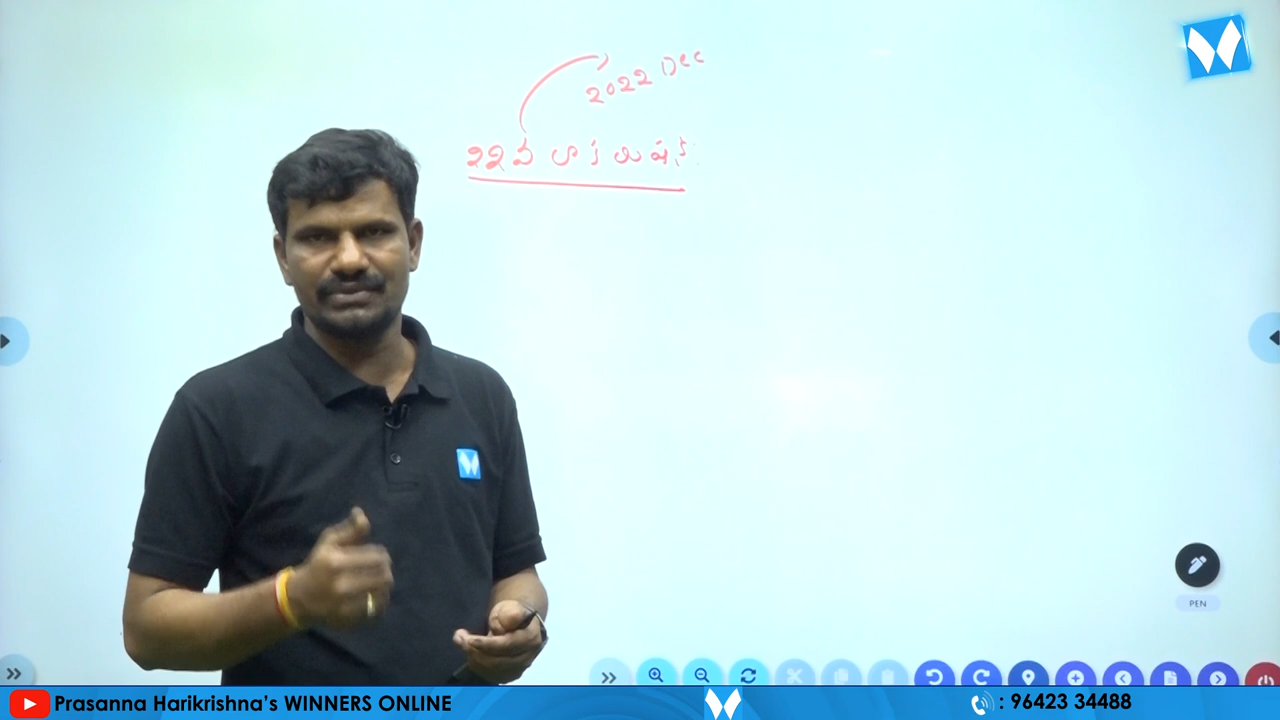 2022 Dec
22వ లా కమిషన్
PEN
Prasanna Harikrishna's WINNERS ONLINE
: 96423 34488